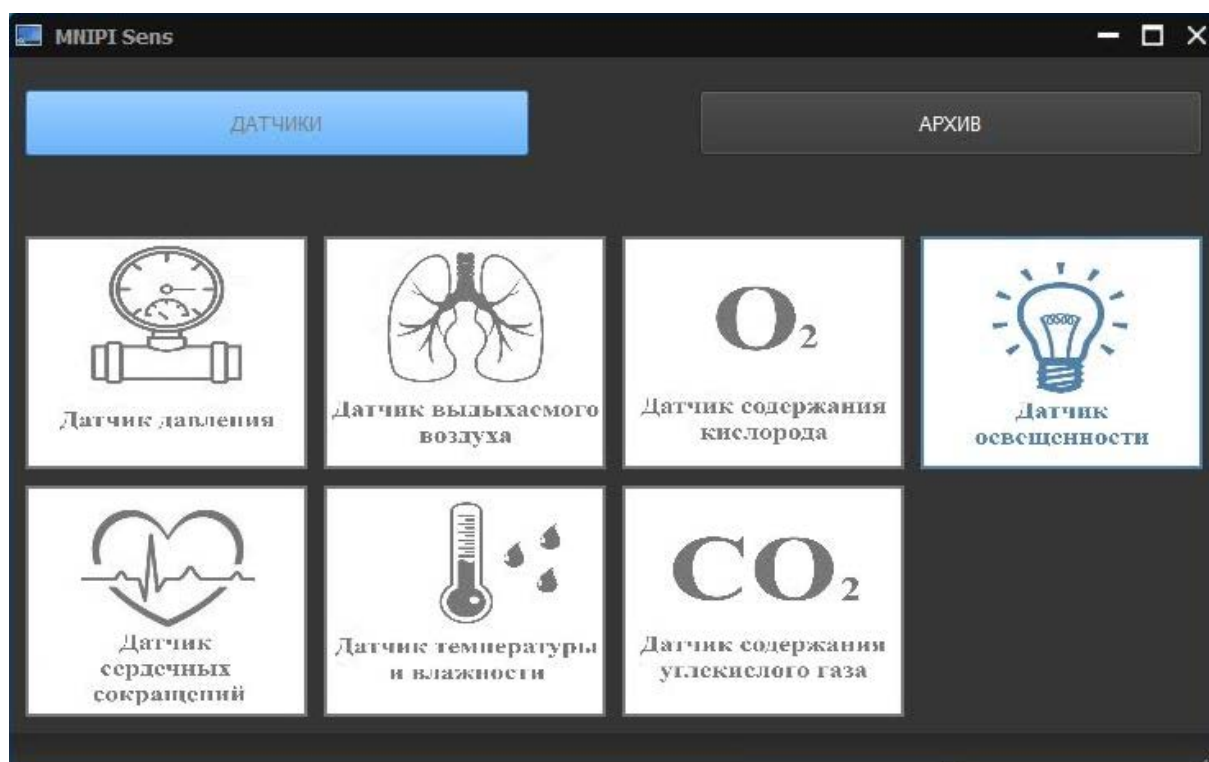 MNIPI Sens
ДАТЧИКИ
АРХИВ
Датчик давления
Датчик выдыхаемого
воздуха
O2
Датчик содержания
кислорода
Датчик
освещенности
Датчик
сердечных
сокращений
Датчик температуры
и влажности
CO2
Датчик содержания
углекислого газа